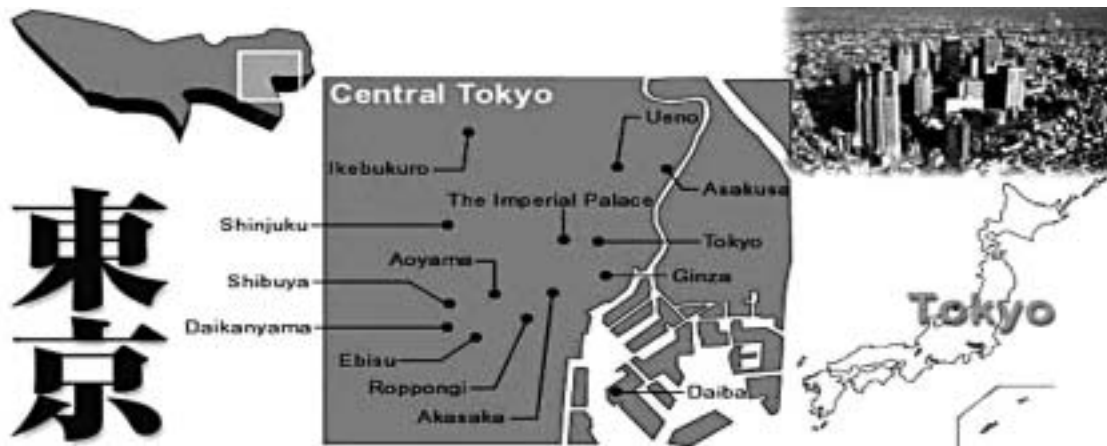 Central Tokyo
Ueno
Ikebukuro
Asakusa
The Imperial Palace
Shinjuku
Tokyo
Aoyama
Ginza
Shibuya
Daikanyama
Ebisu
Roppongi
Daiba
Akasaka
東
京
Tokyo